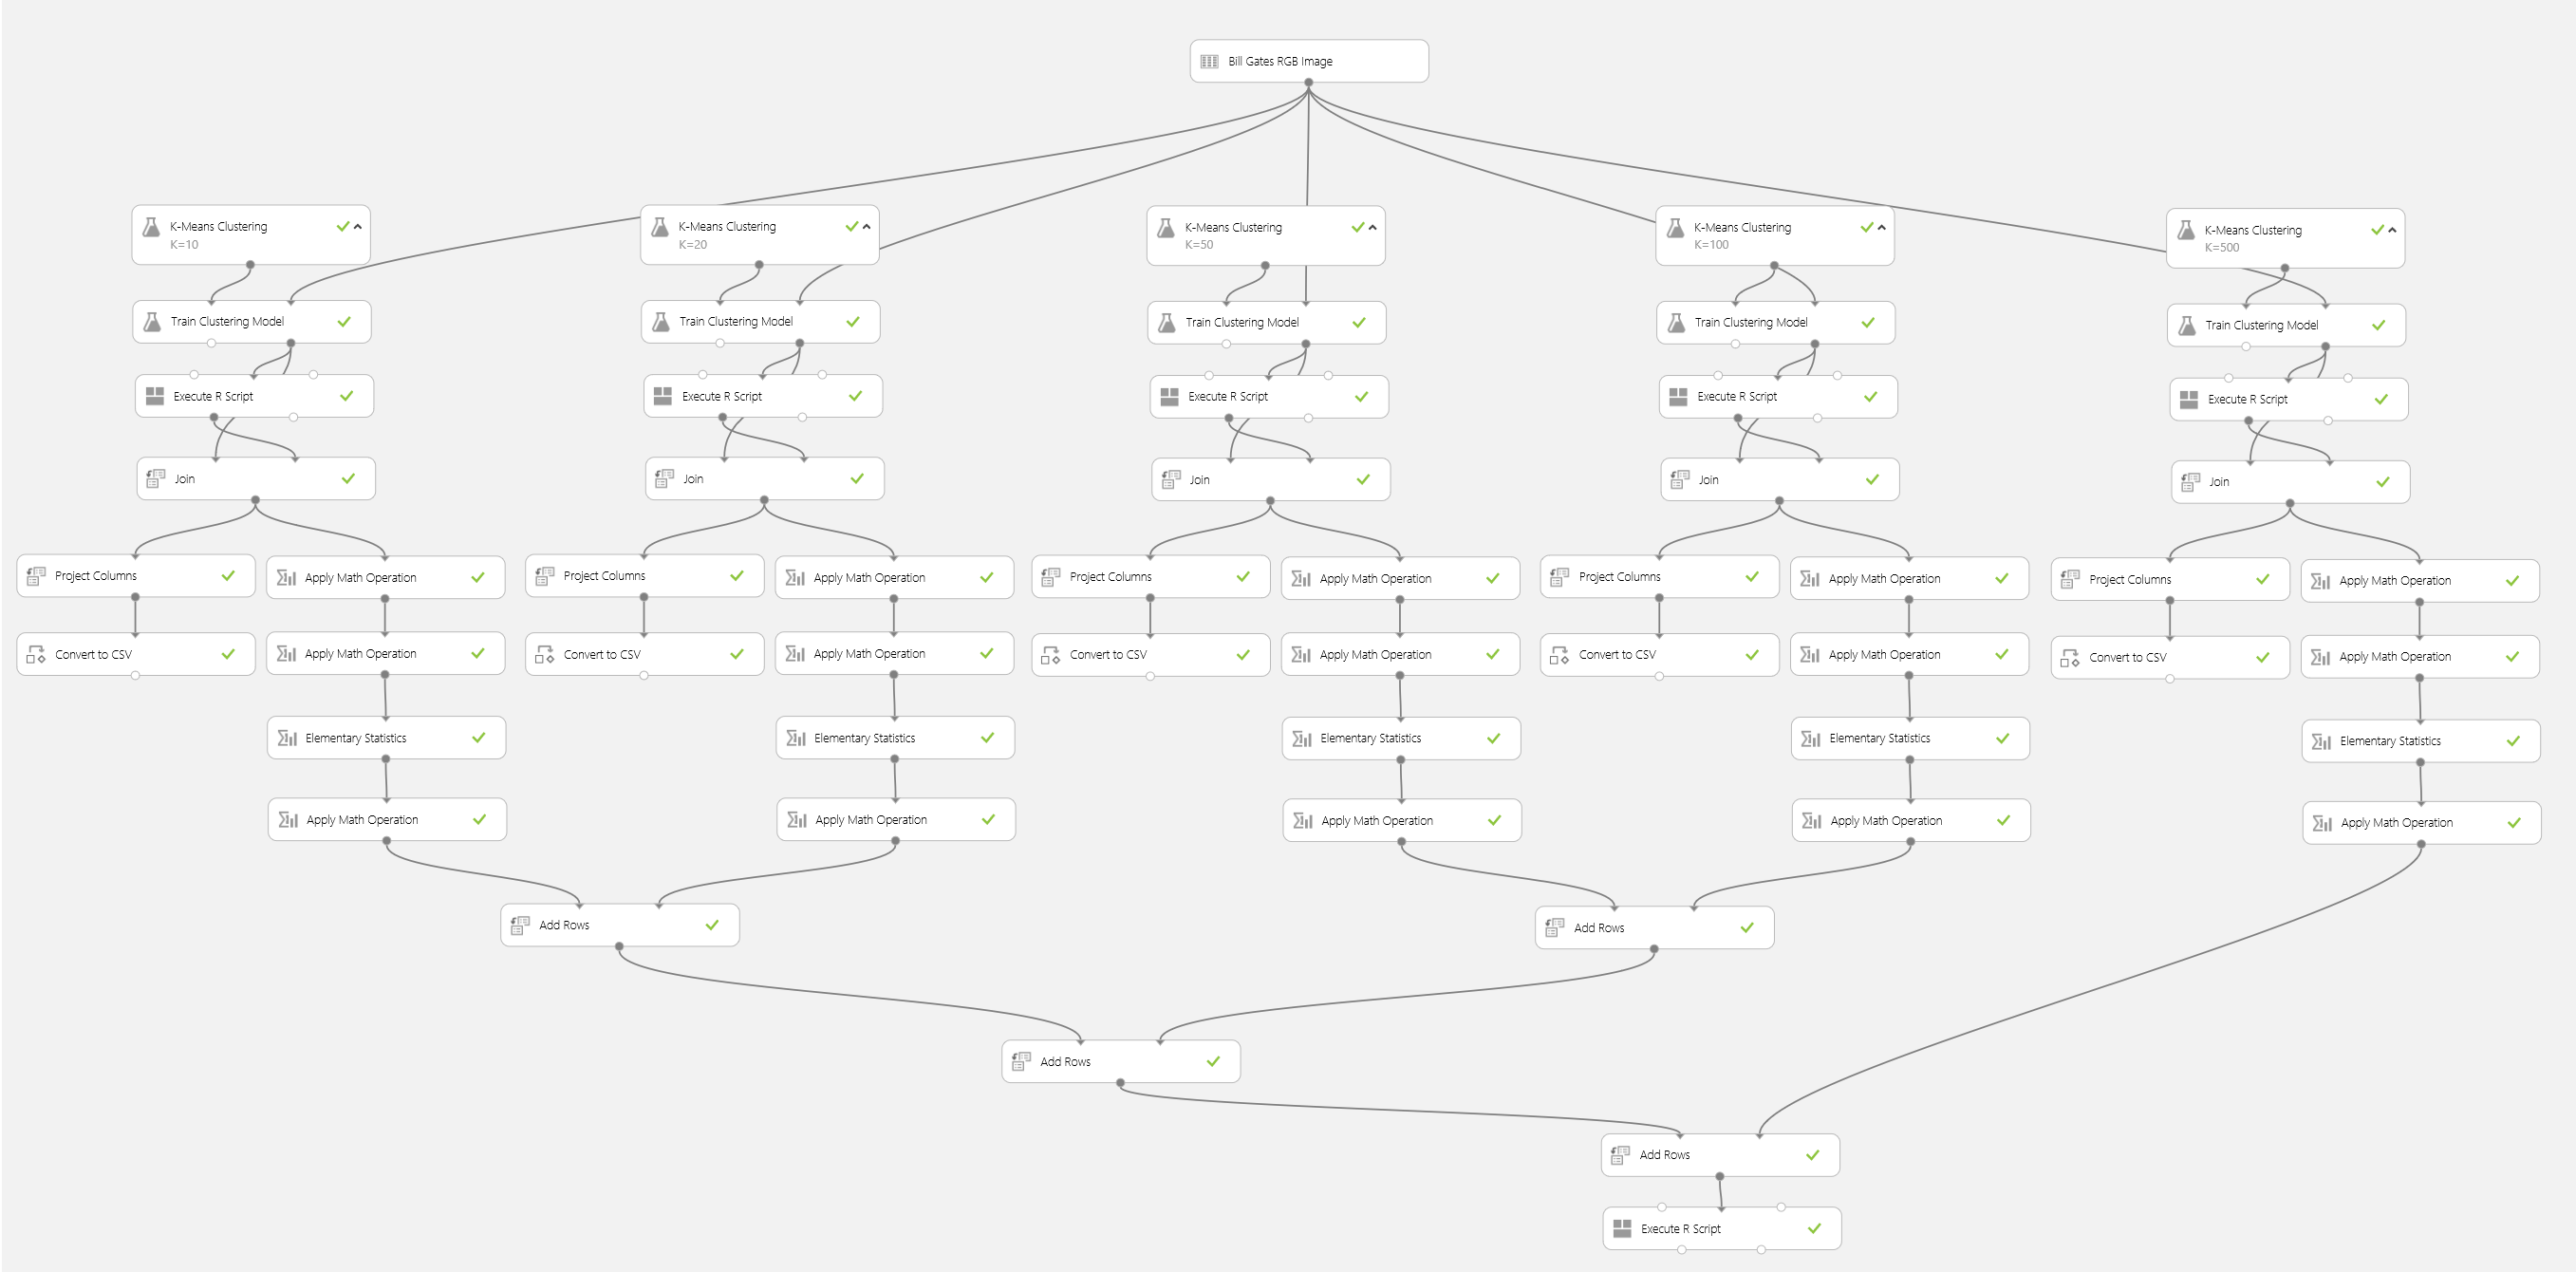 Bill Gates RGB Image
K-Means Clustering
K=10
K-Means Clustering
K=20
K-Means Clustering
K=50
K-Means Clustering
K=100
K-Means Clustering
K=500
Train Clustering Model
Train Clustering Model
Train Clustering Model
Train Clustering Model
Train Clustering Model
Execute R Script
Execute R Script
Execute R Script
Execute R Script
Execute R Script
Join
Join
Join
Join
Join
Project Columns
Apply Math Operation
Project Columns
Apply Math Operation
Project Columns
Apply Math Operation
Project Columns
Apply Math Operation
Project Columns
Apply Math Operation
Convert to CSV
Apply Math Operation
Convert to CSV
Apply Math Operation
Convert to CSV
Apply Math Operation
Convert to CSV
Apply Math Operation
Convert to CSV
Apply Math Operation
Elementary Statistics
Elementary Statistics
Elementary Statistics
Elementary Statistics
Elementary Statistics
Apply Math Operation
Apply Math Operation
Apply Math Operation
Apply Math Operation
Apply Math Operation
Add Rows
Add Rows
Add Rows
Add Rows
Execute R Script